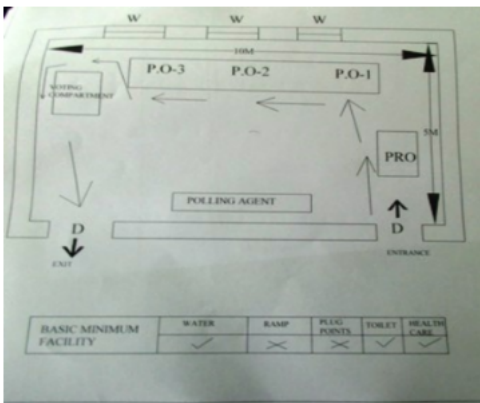 W W W
10M
P.O-3 P.O-2 P.O-1
VOTING
COMPARTMENT
5M
PRO
POLLING AGENT
D D
EXIT ENTRANCE
BASIC MINIMUM
FACILITY
WATER RAMP PLUG
POINTS TOILET HEALTH
CARE
✓ × × ✓ ✓